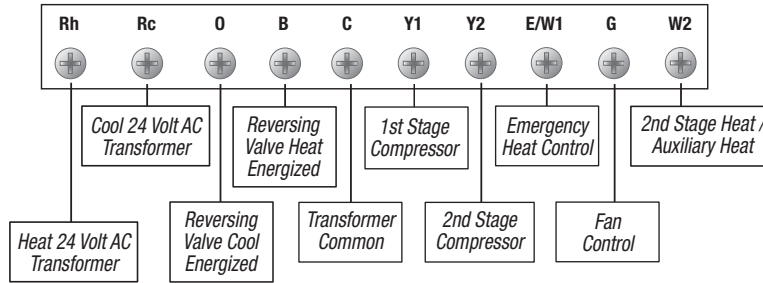 Rh Rc O B C Y1 Y2 E/W1 G W2
Cool 24 Volt AC
Transformer
Reversing
Valve Heat
Energized
1st Stage
Compressor
Emergency
Heat Control
2nd Stage Heat /
Auxiliary Heat
Heat 24 Volt AC
Transformer
Reversing
Valve Cool
Energized
Transformer
Common
2nd Stage
Compressor
Fan
Control